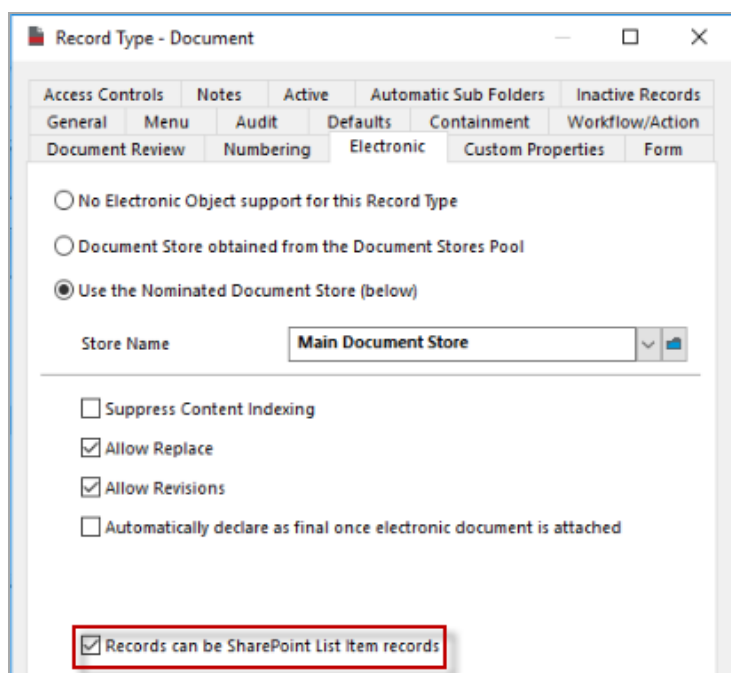 Record Type - Document
Access Controls Notes Active Automatic Sub Folders Inactive Records
General Menu Audit Defaults Containment Workflow/Action
Document Review Numbering Electronic Custom Properties Form
No Electronic Object support for this Record Type
Document Store obtained from the Document Stores Pool
Use the Nominated Document Store (below)
Store Name Main Document Store
Suppress Content Indexing
Allow Replace
Allow Revisions
Automatically declare as final once electronic document is attached
Records can be SharePoint List Item records